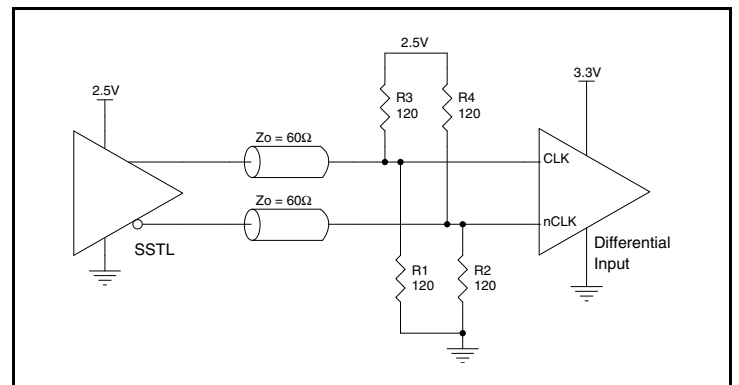 2.5V
2.5V
3.3V
R3
120
R4
120
Zo = 60Ω
CLK
Zo = 60Ω
nCLK
SSTL
Differential
Input
R1
120
R2
120